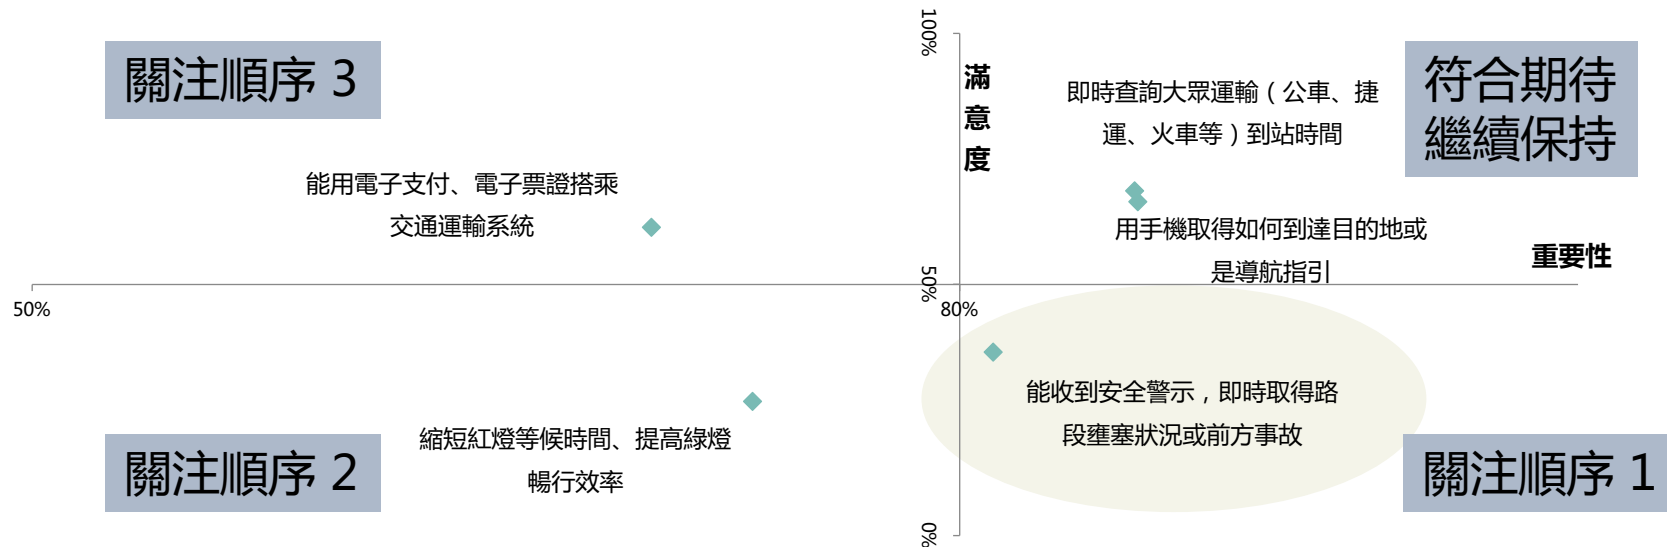 關注順序 3
100%
滿意度
即時查詢大眾運輸（公車、捷
運、火車等）到站時間
符合期待
繼續保持
能用電子支付、電子票證搭乘
交通運輸系統
用手機取得如何到達目的地或
是導航指引
重要性
50%
50%
80%
能收到安全警示，即時取得路
段壅塞狀況或前方事故
縮短紅燈等候時間、提高綠燈
暢行效率
關注順序 2
關注順序 1
0%